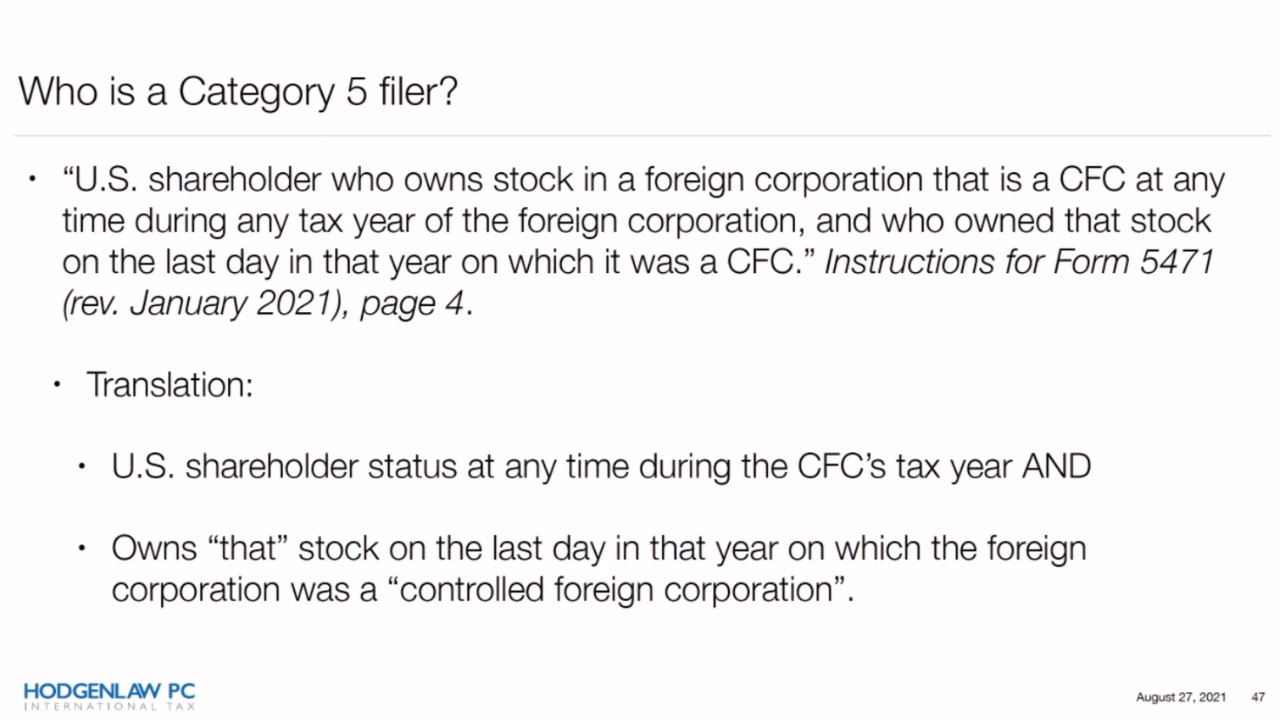 Who is a Category 5 filer?
• “U.S. shareholder who owns stock in a foreign corporation that is a CFC at any
time during any tax year of the foreign corporation, and who owned that stock
on the last day in that year on which it was a CFC.” Instructions for Form 5471
(rev. January 2021), page 4.
• Translation:
• U.S. shareholder status at any time during the CFC’s tax year AND
• Owns “that” stock on the last day in that year on which the foreign
corporation was a “controlled foreign corporation”.
HODGENLAW PC
INTERNATIONAL TAX
August 27, 2021 47